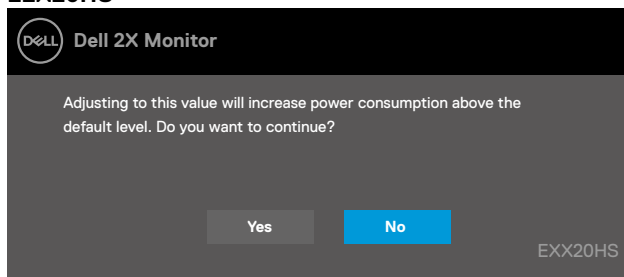 DELL Dell 2X Monitor
Adjusting to this value will increase power consumption above the
default level. Do you want to continue?
Yes No
EXX20HS